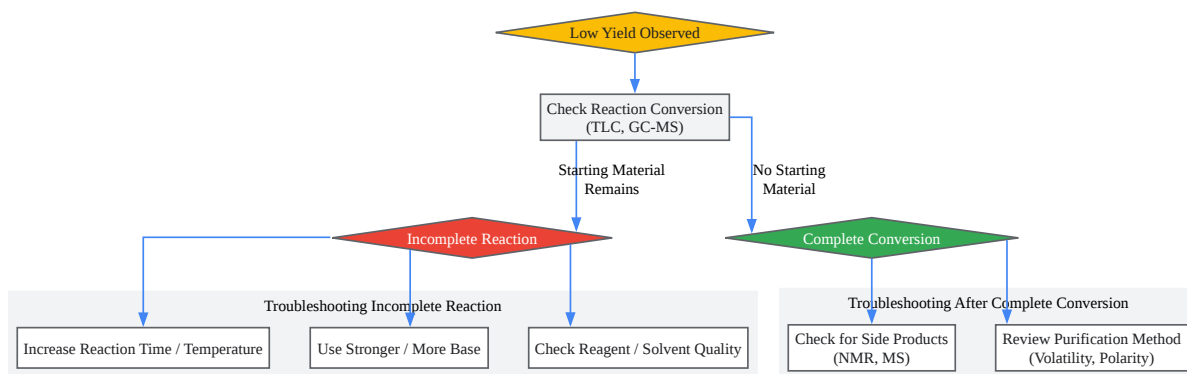 Low Yield Observed
Check Reaction Conversion
(TLC, GC-MS)
Starting Material
Remains
No Starting
Material
Incomplete Reaction
Complete Conversion
Troubleshooting Incomplete Reaction
Troubleshooting After Complete Conversion
Increase Reaction Time / Temperature
Use Stronger / More Base
Check Reagent / Solvent Quality
Check for Side Products
(NMR, MS)
Review Purification Method
(Volatility, Polarity)